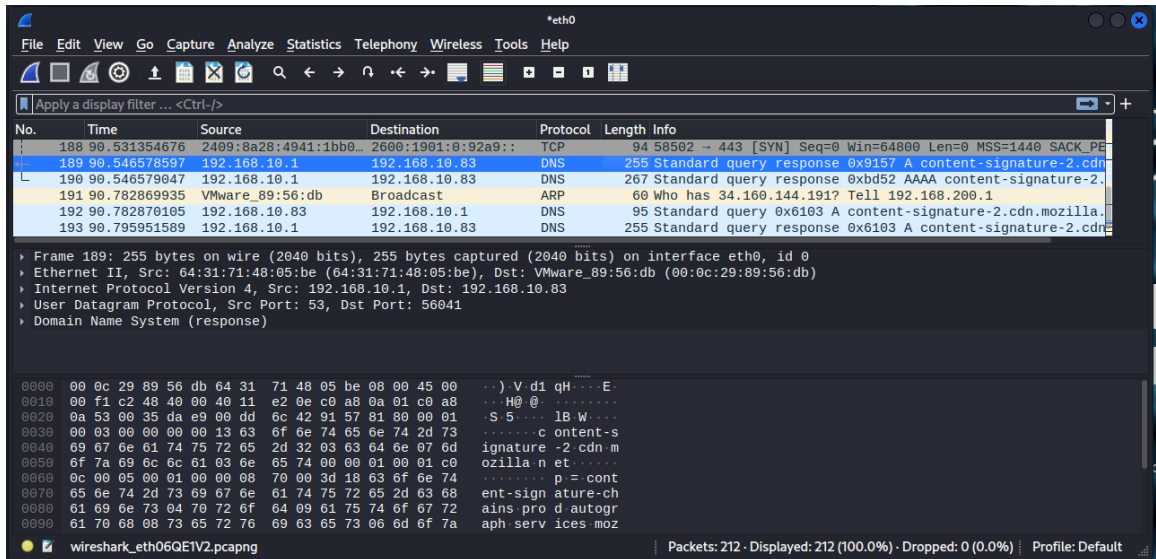 *eth0
File Edit View Go Capture Analyze Statistics Telephony Wireless Tools Help
Apply a display filter ... <Ctrl-/>
No. Time Source Destination Protocol Length Info
188 90.531354676 2409:8a28:4941:1bb0… 2600:1901:0:92a9:: TCP 94 58502 → 443 [SYN] Seq=0 Win=64800 Len=0 MSS=1440 SACK_PE
189 90.546578597 192.168.10.1 192.168.10.83 DNS 255 Standard query response 0x9157 A content-signature-2.cdn
190 90.546579047 192.168.10.1 192.168.10.83 DNS 267 Standard query response 0xbd52 AAAA content-signature-2.
191 90.782869935 VMware_89:56:db Broadcast ARP 60 Who has 34.160.144.191? Tell 192.168.200.1
192 90.782870105 192.168.10.83 192.168.10.1 DNS 95 Standard query 0x6103 A content-signature-2.cdn.mozilla.
193 90.795951589 192.168.10.1 192.168.10.83 DNS 255 Standard query response 0x6103 A content-signature-2.cdn
Frame 189: 255 bytes on wire (2040 bits), 255 bytes captured (2040 bits) on interface eth0, id 0
Ethernet II, Src: 64:31:71:48:05:be (64:31:71:48:05:be), Dst: VMware_89:56:db (00:0c:29:89:56:db)
Internet Protocol Version 4, Src: 192.168.10.1, Dst: 192.168.10.83
User Datagram Protocol, Src Port: 53, Dst Port: 56041
Domain Name System (response)
0000 00 0c 29 89 56 db 64 31 71 48 05 be 08 00 45 00 ··)·V·d1 qH····E·
0010 00 f1 c2 48 40 00 40 11 e2 0e c0 a8 0a 01 c0 a8 ···H@·@· ········
0020 0a 53 00 35 da e9 00 dd 6c 42 91 57 81 80 00 01 ·S·5···· lB·W····
0030 00 03 00 00 00 00 13 63 6f 6e 74 65 6e 74 2d 73 ·······c ontent-s
0040 69 67 6e 61 74 75 72 65 2d 32 03 63 64 6e 07 6d ignature -2·cdn·m
0050 6f 7a 69 6c 6c 61 03 6e 65 74 00 00 01 00 01 c0 ozilla·n et······
0060 0c 00 05 00 01 00 00 08 70 00 3d 18 63 6f 6e 74 ········ p·=·cont
0070 65 6e 74 2d 73 69 67 6e 61 74 75 72 65 2d 63 68 ent-sign ature-ch
0080 61 69 6e 73 04 70 72 6f 64 09 61 75 74 6f 67 72 ains·pro d·autogr
0090 61 70 68 08 73 65 72 76 69 63 65 73 06 6d 6f 7a aph·serv ices·moz
wireshark_eth06QE1V2.pcapng Packets: 212 · Displayed: 212 (100.0%) · Dropped: 0 (0.0%) Profile: Default